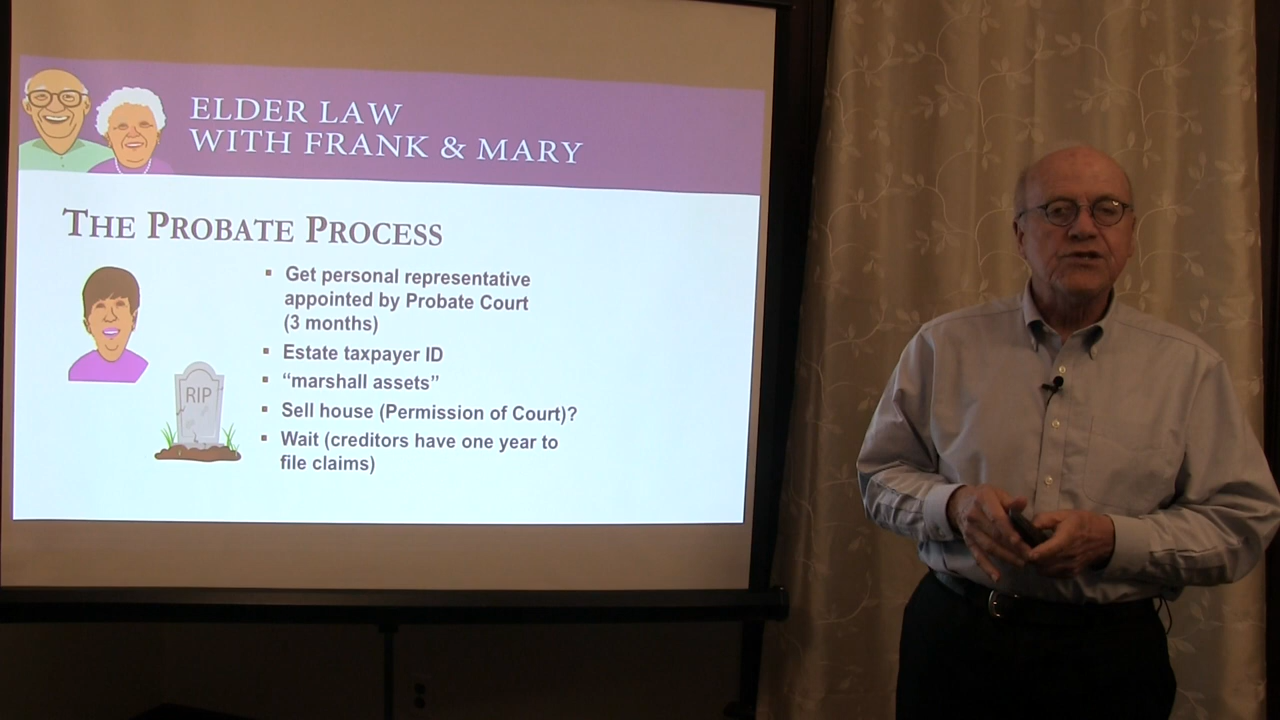 ELDER LAW
WITH FRANK & MARY
THE PROBATE PROCESS
▪ Get personal representative
appointed by Probate Court
(3 months)
▪ Estate taxpayer ID
▪ “marshall assets”
▪ Sell house (Permission of Court)?
▪ Wait (creditors have one year to
file claims)
RIP